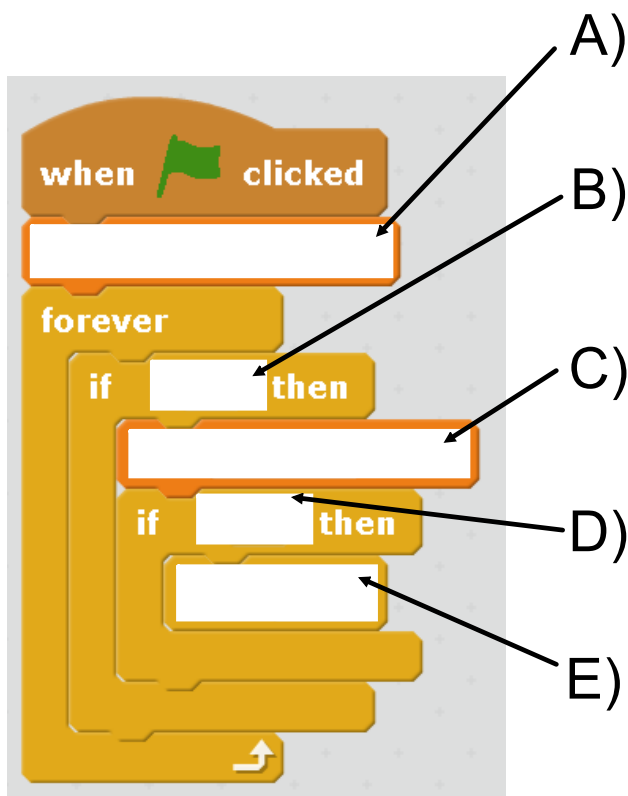 A)
when clicked
B)
forever
if then
C)
if then
D)
E)